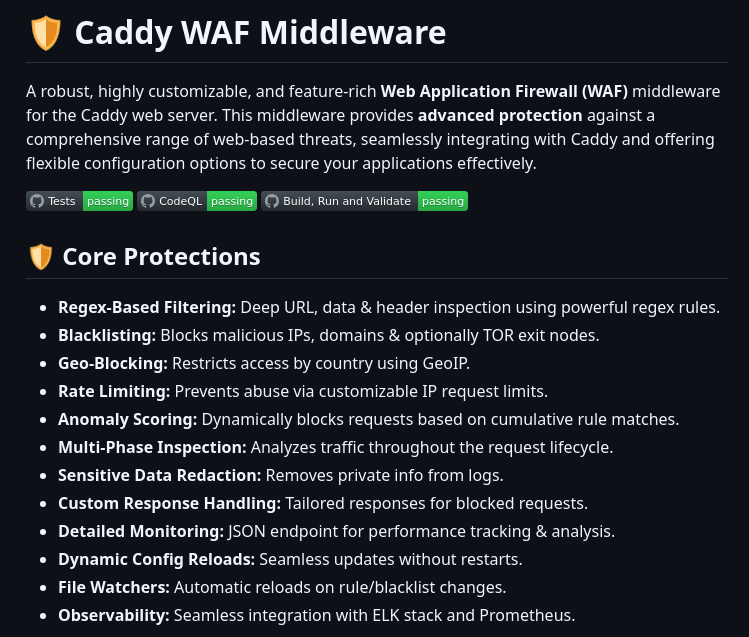 Caddy WAF Middleware
A robust, highly customizable, and feature-rich Web Application Firewall (WAF) middleware
for the Caddy web server. This middleware provides advanced protection against a
comprehensive range of web-based threats, seamlessly integrating with Caddy and offering
flexible configuration options to secure your applications effectively.
Tests passing CodeQL passing Build, Run and Validate passing
Core Protections
Regex-Based Filtering: Deep URL, data & header inspection using powerful regex rules.
Blacklisting: Blocks malicious IPs, domains & optionally TOR exit nodes.
Geo-Blocking: Restricts access by country using GeoIP.
Rate Limiting: Prevents abuse via customizable IP request limits.
Anomaly Scoring: Dynamically blocks requests based on cumulative rule matches.
Multi-Phase Inspection: Analyzes traffic throughout the request lifecycle.
Sensitive Data Redaction: Removes private info from logs.
Custom Response Handling: Tailored responses for blocked requests.
Detailed Monitoring: JSON endpoint for performance tracking & analysis.
Dynamic Config Reloads: Seamless updates without restarts.
File Watchers: Automatic reloads on rule/blacklist changes.
Observability: Seamless integration with ELK stack and Prometheus.